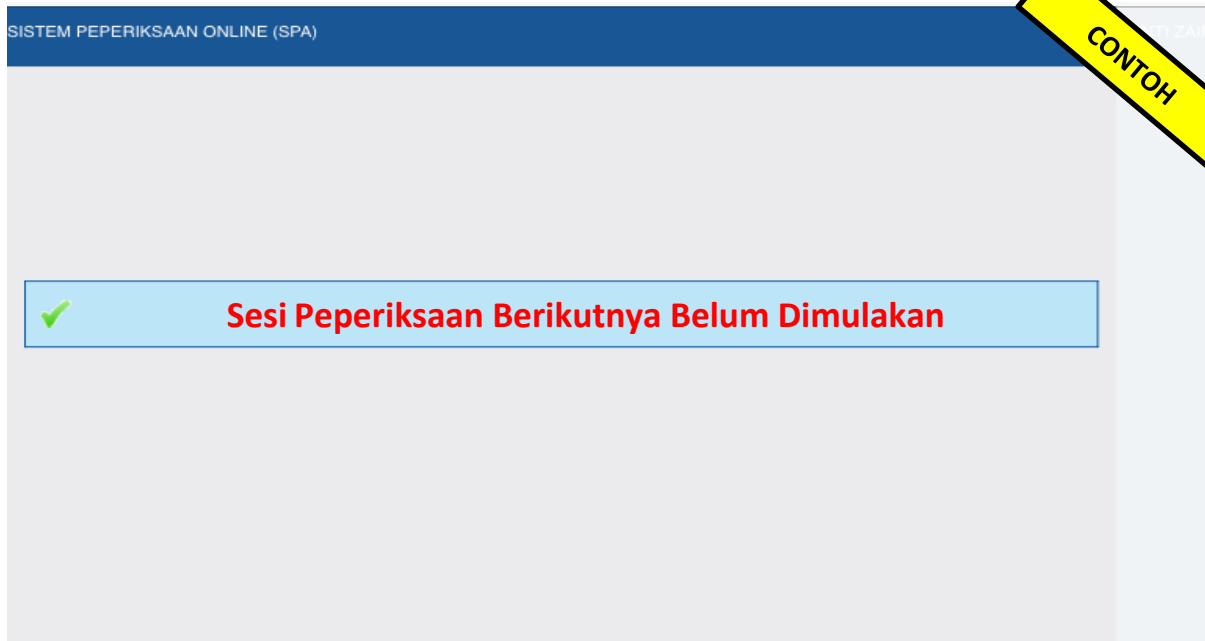 SISTEM PEPERIKSAAN ONLINE (SPA)
CONTOH
Sesi Peperiksaan Berikutnya Belum Dimulakan